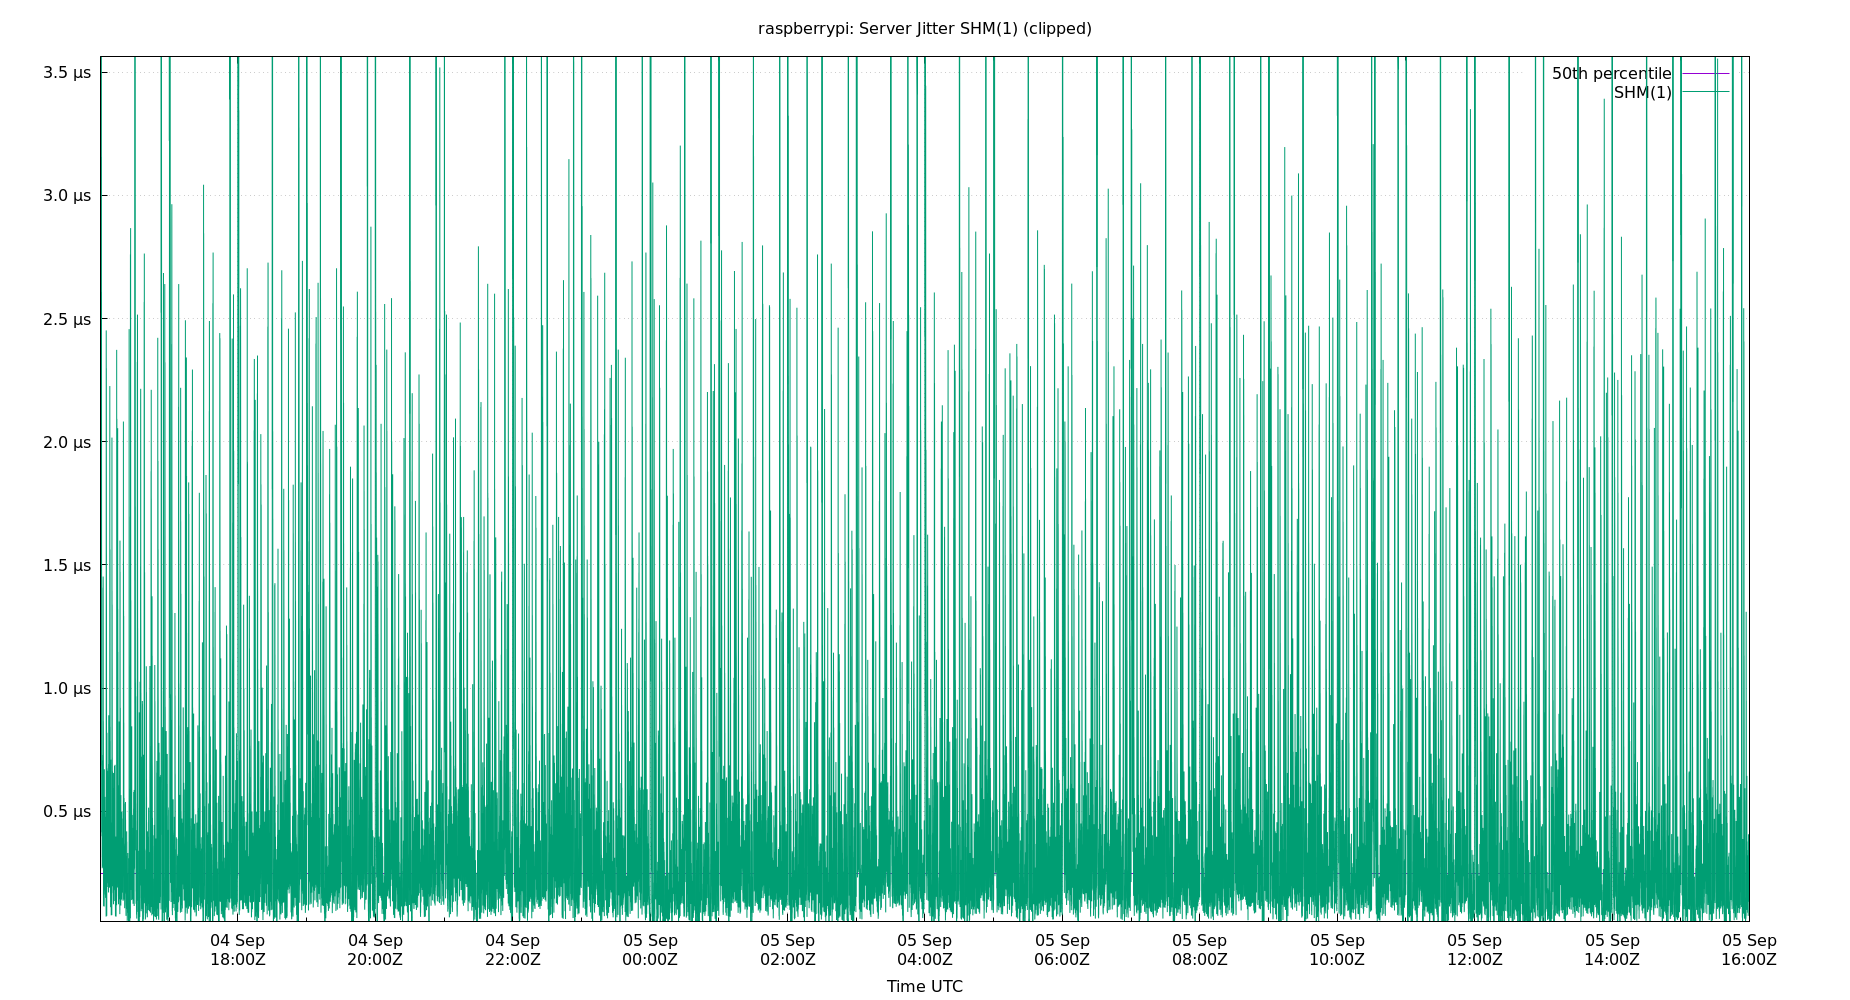 raspberrypi: Server Jitter SHM(1) (clipped)
3.5 µs
3.0 µs
2.5 µs
2.0 µs
1.5 µs
1.0 µs
0.5 µs
50th percentile
SHM(1)
04 Sep 04 Sep 04 Sep 05 Sep 05 Sep 05 Sep 05 Sep 05 Sep 05 Sep 05 Sep 05 Sep 05 Sep
18:00Z 20:00Z 22:00Z 00:00Z 02:00Z 04:00Z 06:00Z 08:00Z 10:00Z 12:00Z 14:00Z 16:00Z
Time UTC